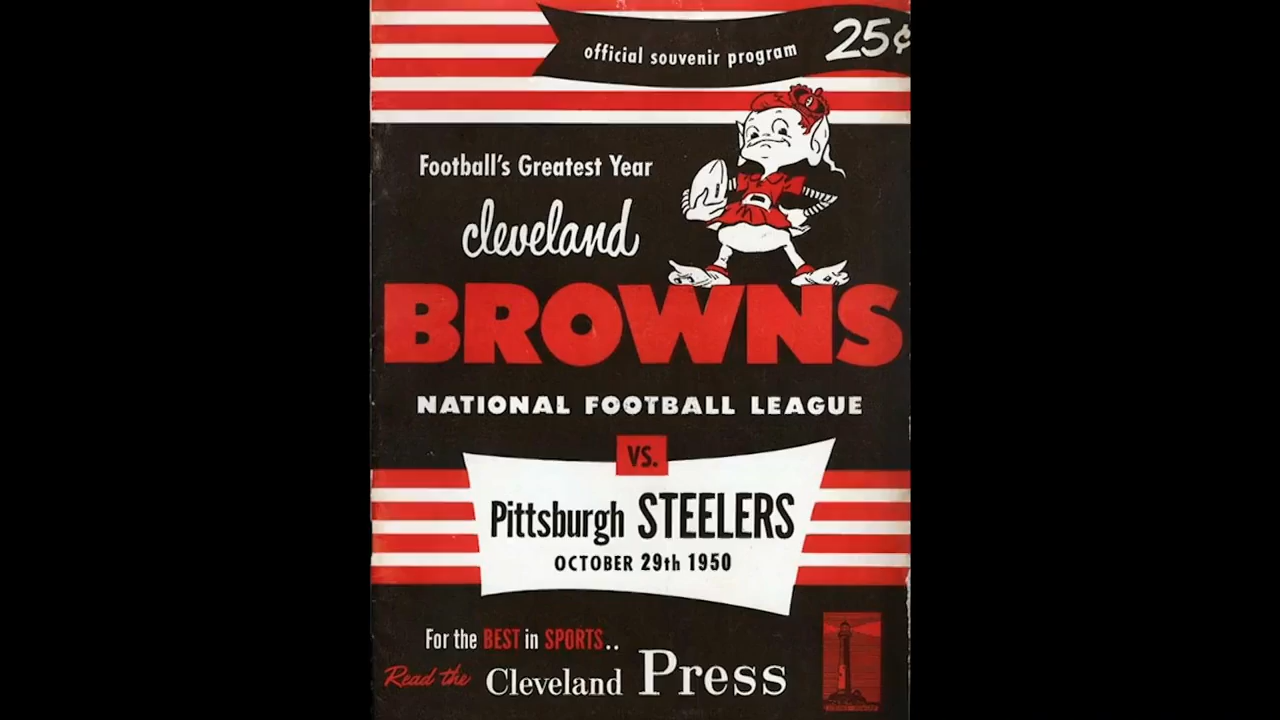 official souvenir program 25¢
Football's Greatest Year
cleveland
BROWNS
NATIONAL FOOTBALL LEAGUE
VS.
Pittsburgh STEELERS
OCTOBER 29th 1950
For the BEST in SPORTS..
Read the Cleveland Press